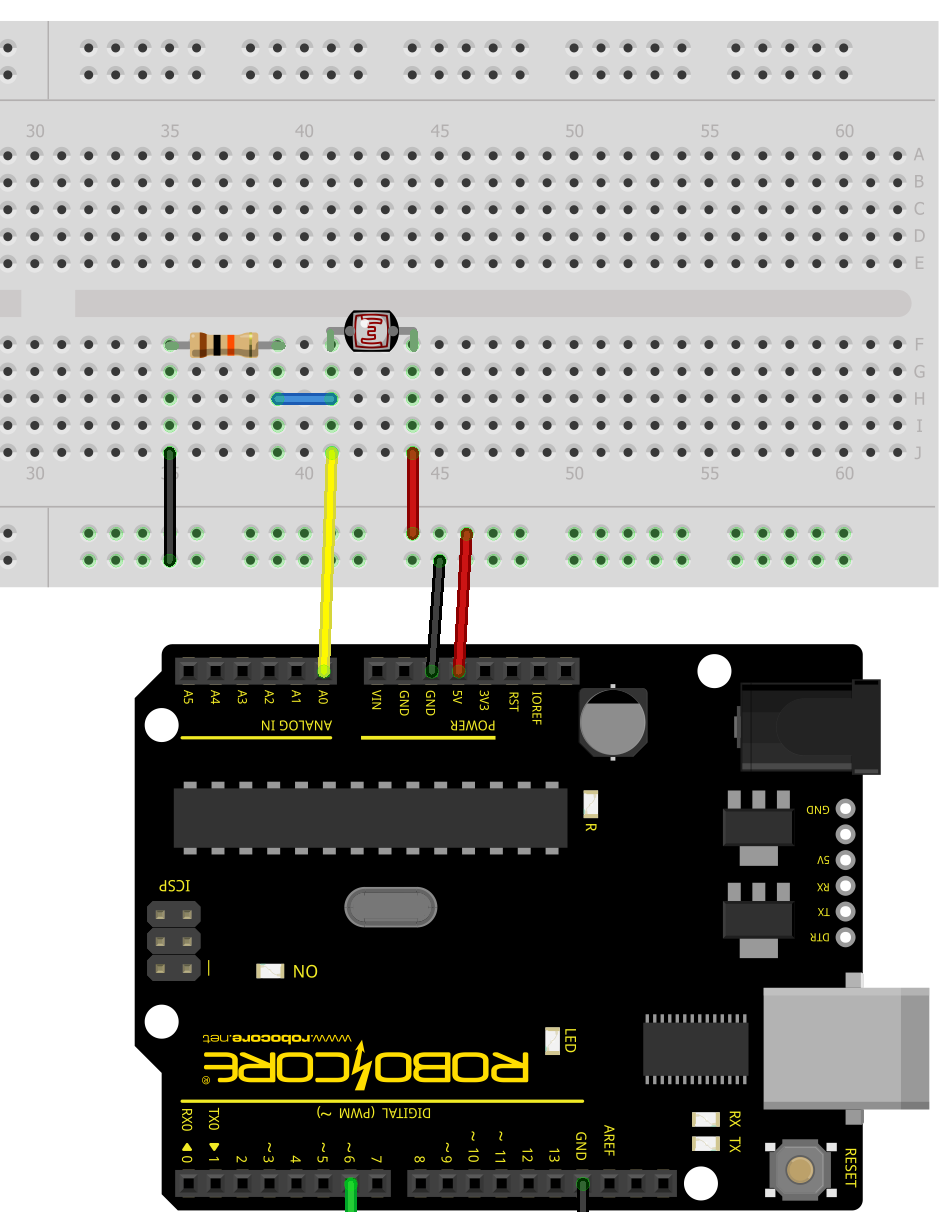 30 35 40 45 50 55 60
A
B
C
D
E
F
G
H
I
J
30 35 40 45 50 55 60
A5 A4 A3 A2 A1 A0 VIN GND GND 5V 3V3 RST IOREF
ANALOG IN POWER
R
GND
5V
RX
TX
DTR
ICSP
ON
LED
www.robocore.net
ROBOCORE®
DIGITAL (PWM ~)
RX TX
RESET
RX0 TX0
0 1 2 ~3 4 ~5 ~6 7 8 ~9 ~10 ~11 12 13 GND AREF